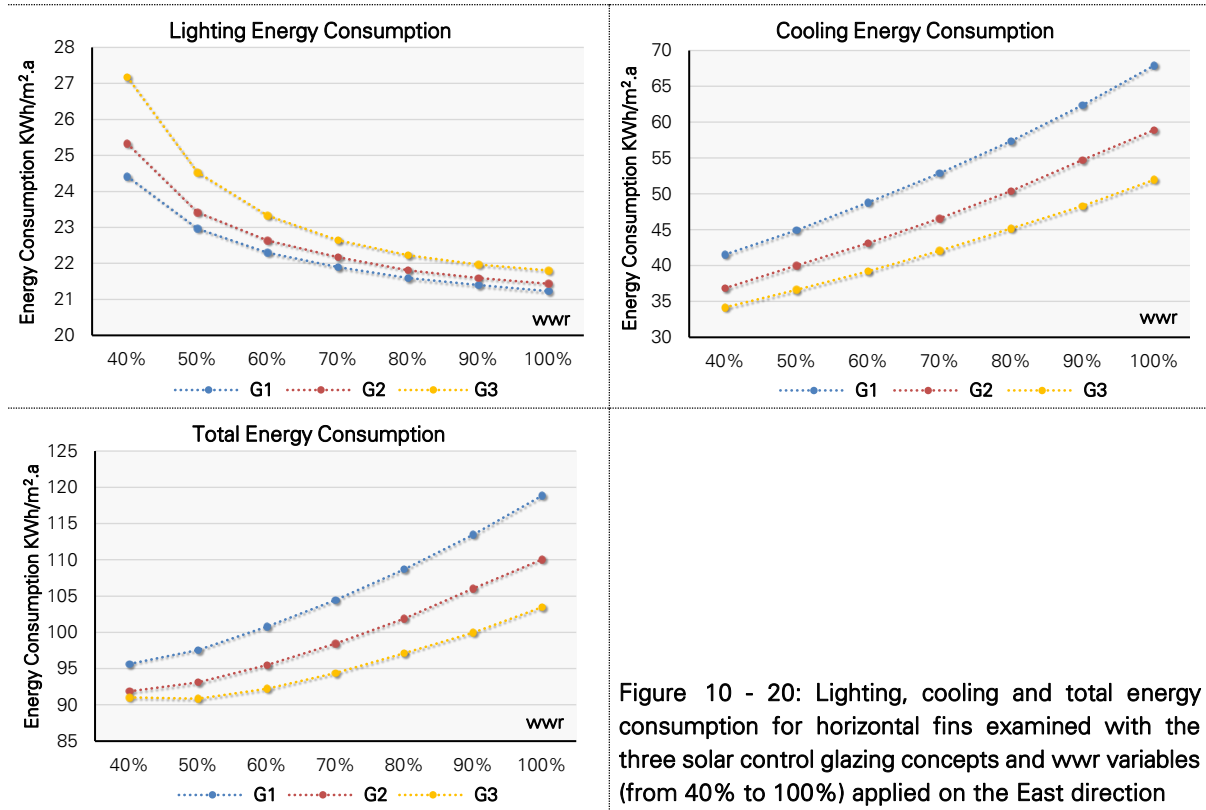 Lighting Energy Consumption
Energy Consumption KWh/m².a
28
27
26
25
24
23
22
21
20
wwr
40% 50% 60% 70% 80% 90% 100%
G1 G2 G3
Cooling Energy Consumption
Energy Consumption KWh/m².a
70
65
60
55
50
45
40
35
30
wwr
40% 50% 60% 70% 80% 90% 100%
G1 G2 G3
Total Energy Consumption
Energy Consumption KWh/m².a
125
120
115
110
105
100
95
90
85
wwr
40% 50% 60% 70% 80% 90% 100%
G1 G2 G3
Figure 10 - 20: Lighting, cooling and total energy
consumption for horizontal fins examined with the
three solar control glazing concepts and wwr variables
(from 40% to 100%) applied on the East direction